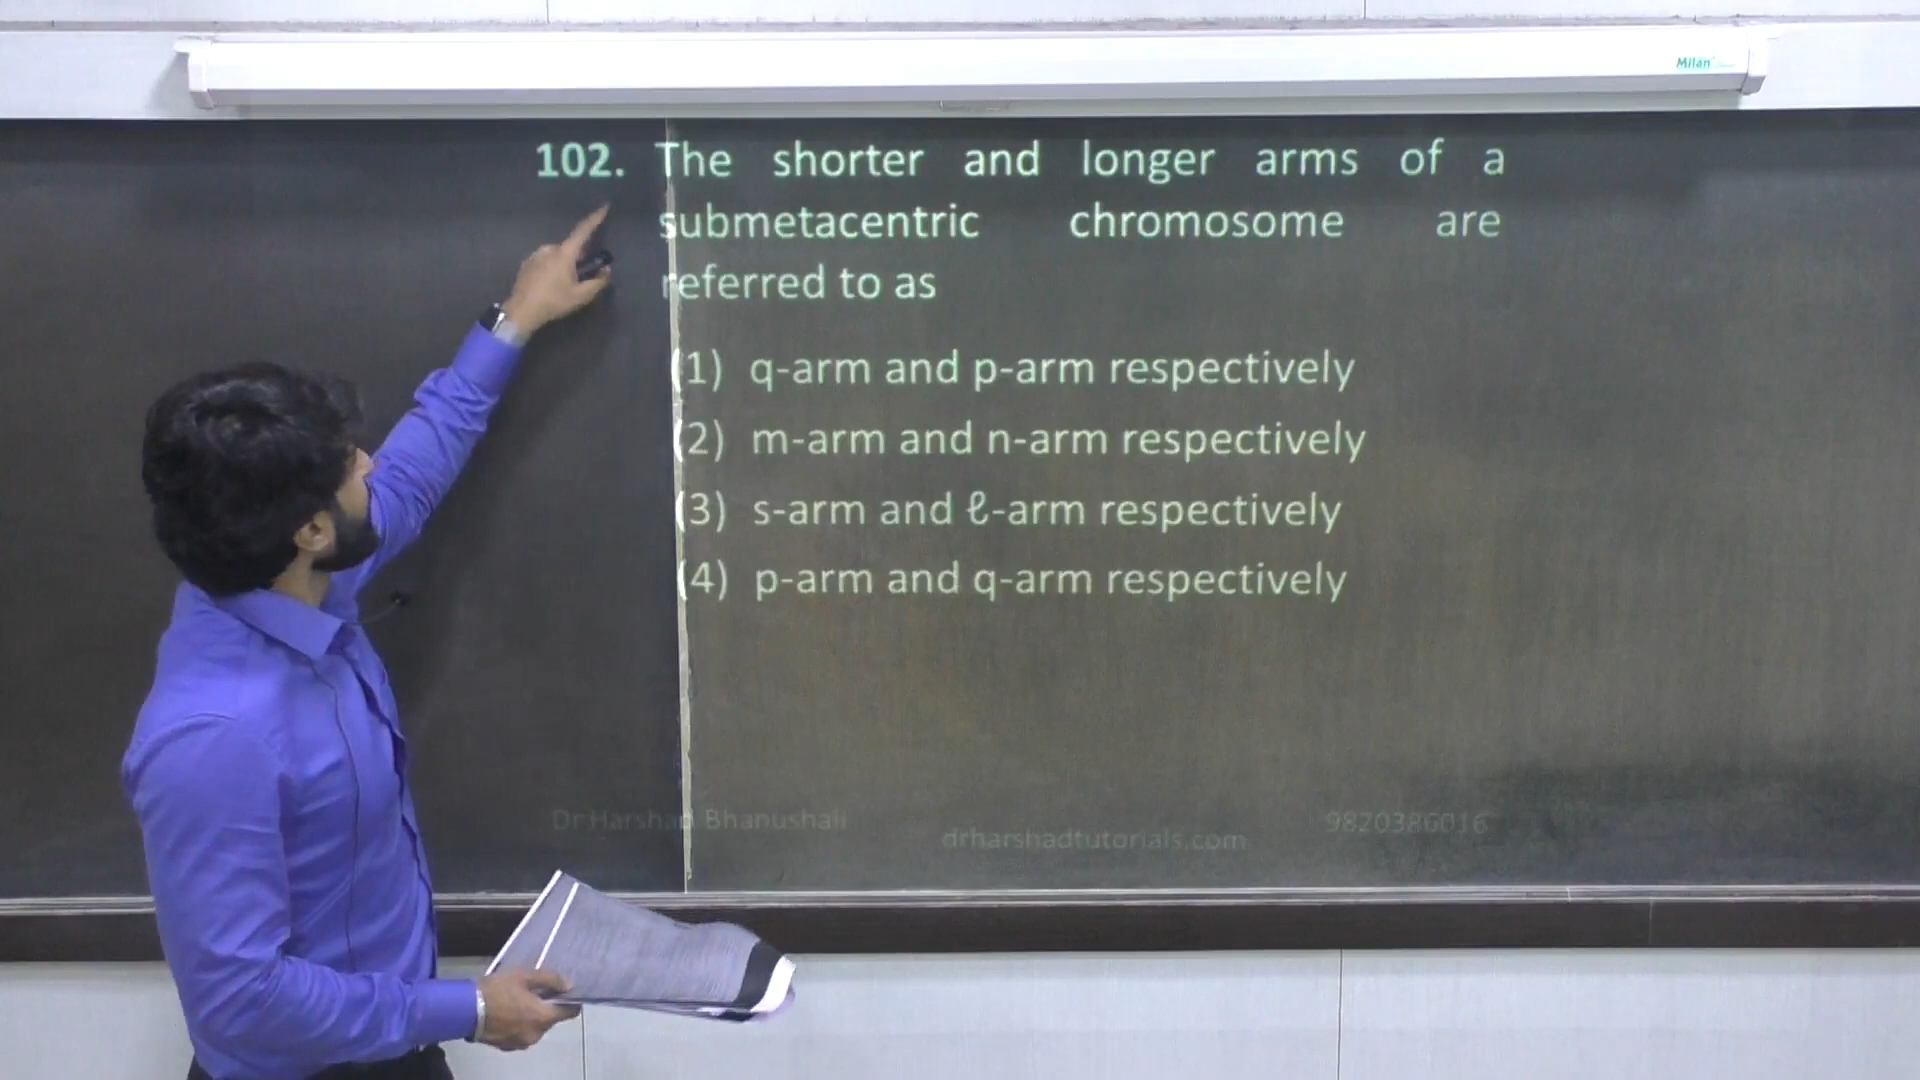 Milan
102. The shorter and longer arms of a
submetacentric chromosome are
referred to as
(1) q-arm and p-arm respectively
(2) m-arm and n-arm respectively
(3) s-arm and ℓ-arm respectively
(4) p-arm and q-arm respectively
Dr Harshad Bhanushali
drharshadtutorials.com
9820386016